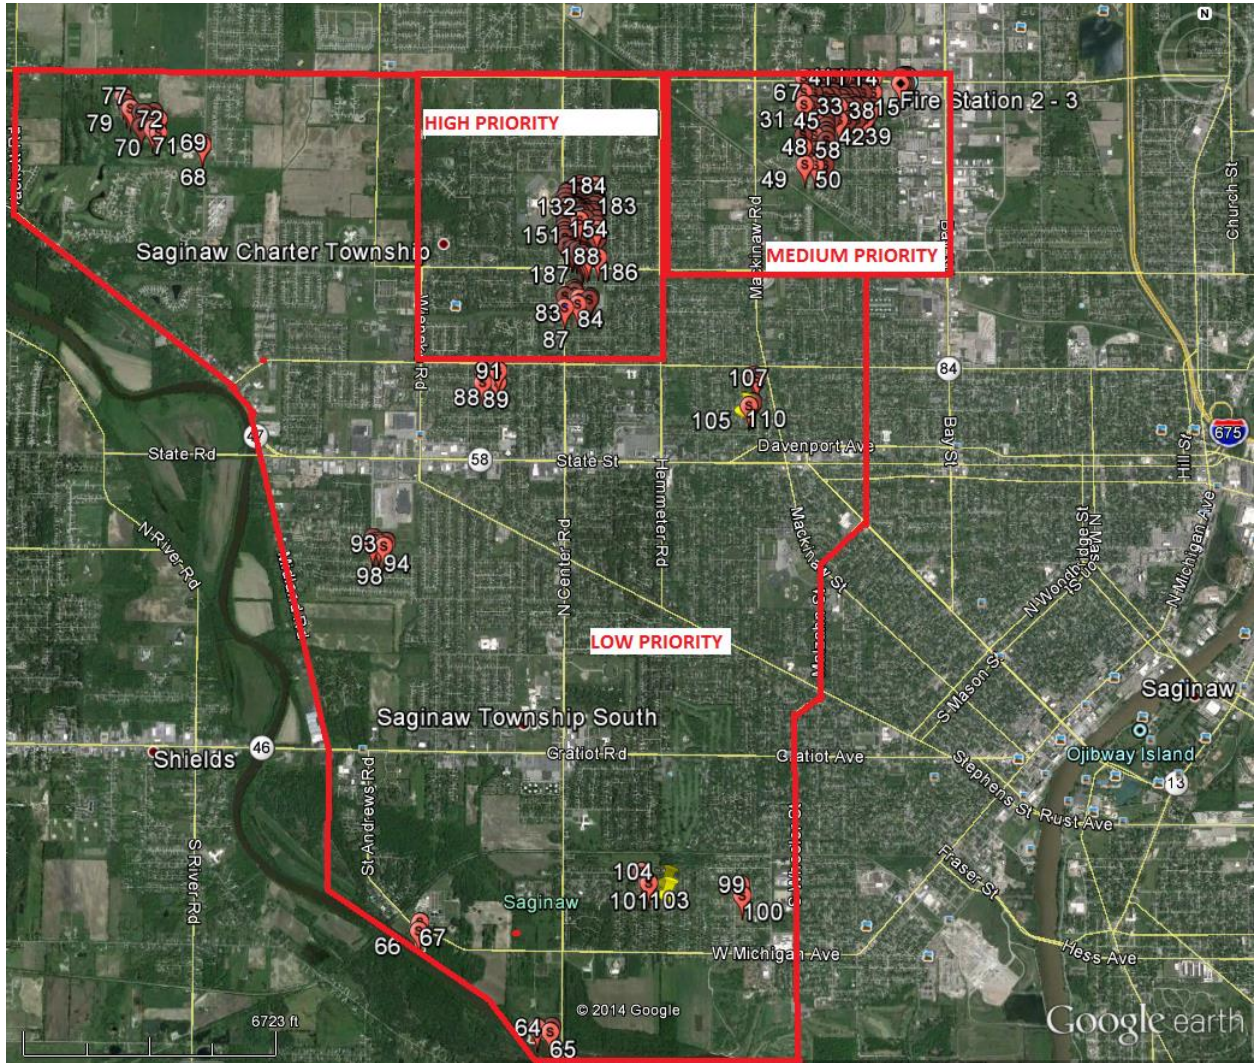 N
77
72
79
70
71
69
68
HIGH PRIORITY
67
41
11
14
Fire Station 2 - 3
31
33
38
15
45
42
39
48
58
49
50
Church St
184
132
183
151
154
188
187
186
83
84
87
Saginaw Charter Township
MEDIUM PRIORITY
Mackinaw Rd
91
88
89
107
105
110
84
Bay St
Davenport Ave
47
State Rd
58
State St
Hemmeter Rd
675
Hill St
N River Rd
93
94
98
N Center Rd
Mackinaw St
N Woodbridge St
N Mason St
N Michigan Ave
LOW PRIORITY
S Mason St
Saginaw
Saginaw Township South
46
Shields
Gratiot Rd
Gratiot Ave
Ojibway Island
13
St Andrews Rd
S River Rd
Stephens St
Rust Ave
Fraser St
104
101
103
99
100
Saginaw
66
67
W Michigan Ave
Hess Ave
64
65
© 2014 Google
6723 ft
Google earth